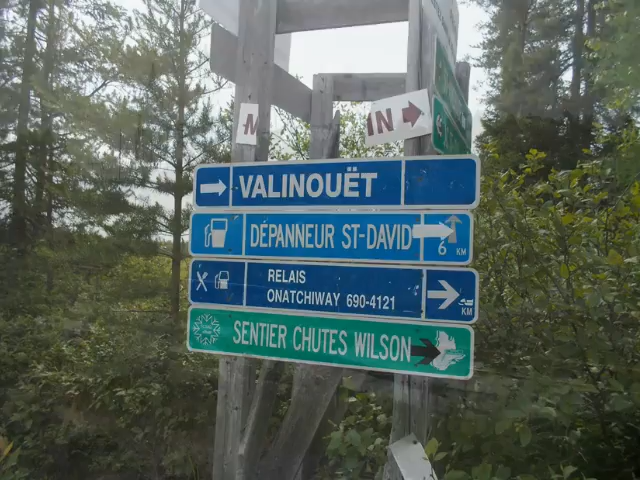 M
IN
VALINOUËT
DÉPANNEUR ST-DAVID
6 KM
RELAIS
ONATCHIWAY 690-4121
KM
SENTIER CHUTES WILSON